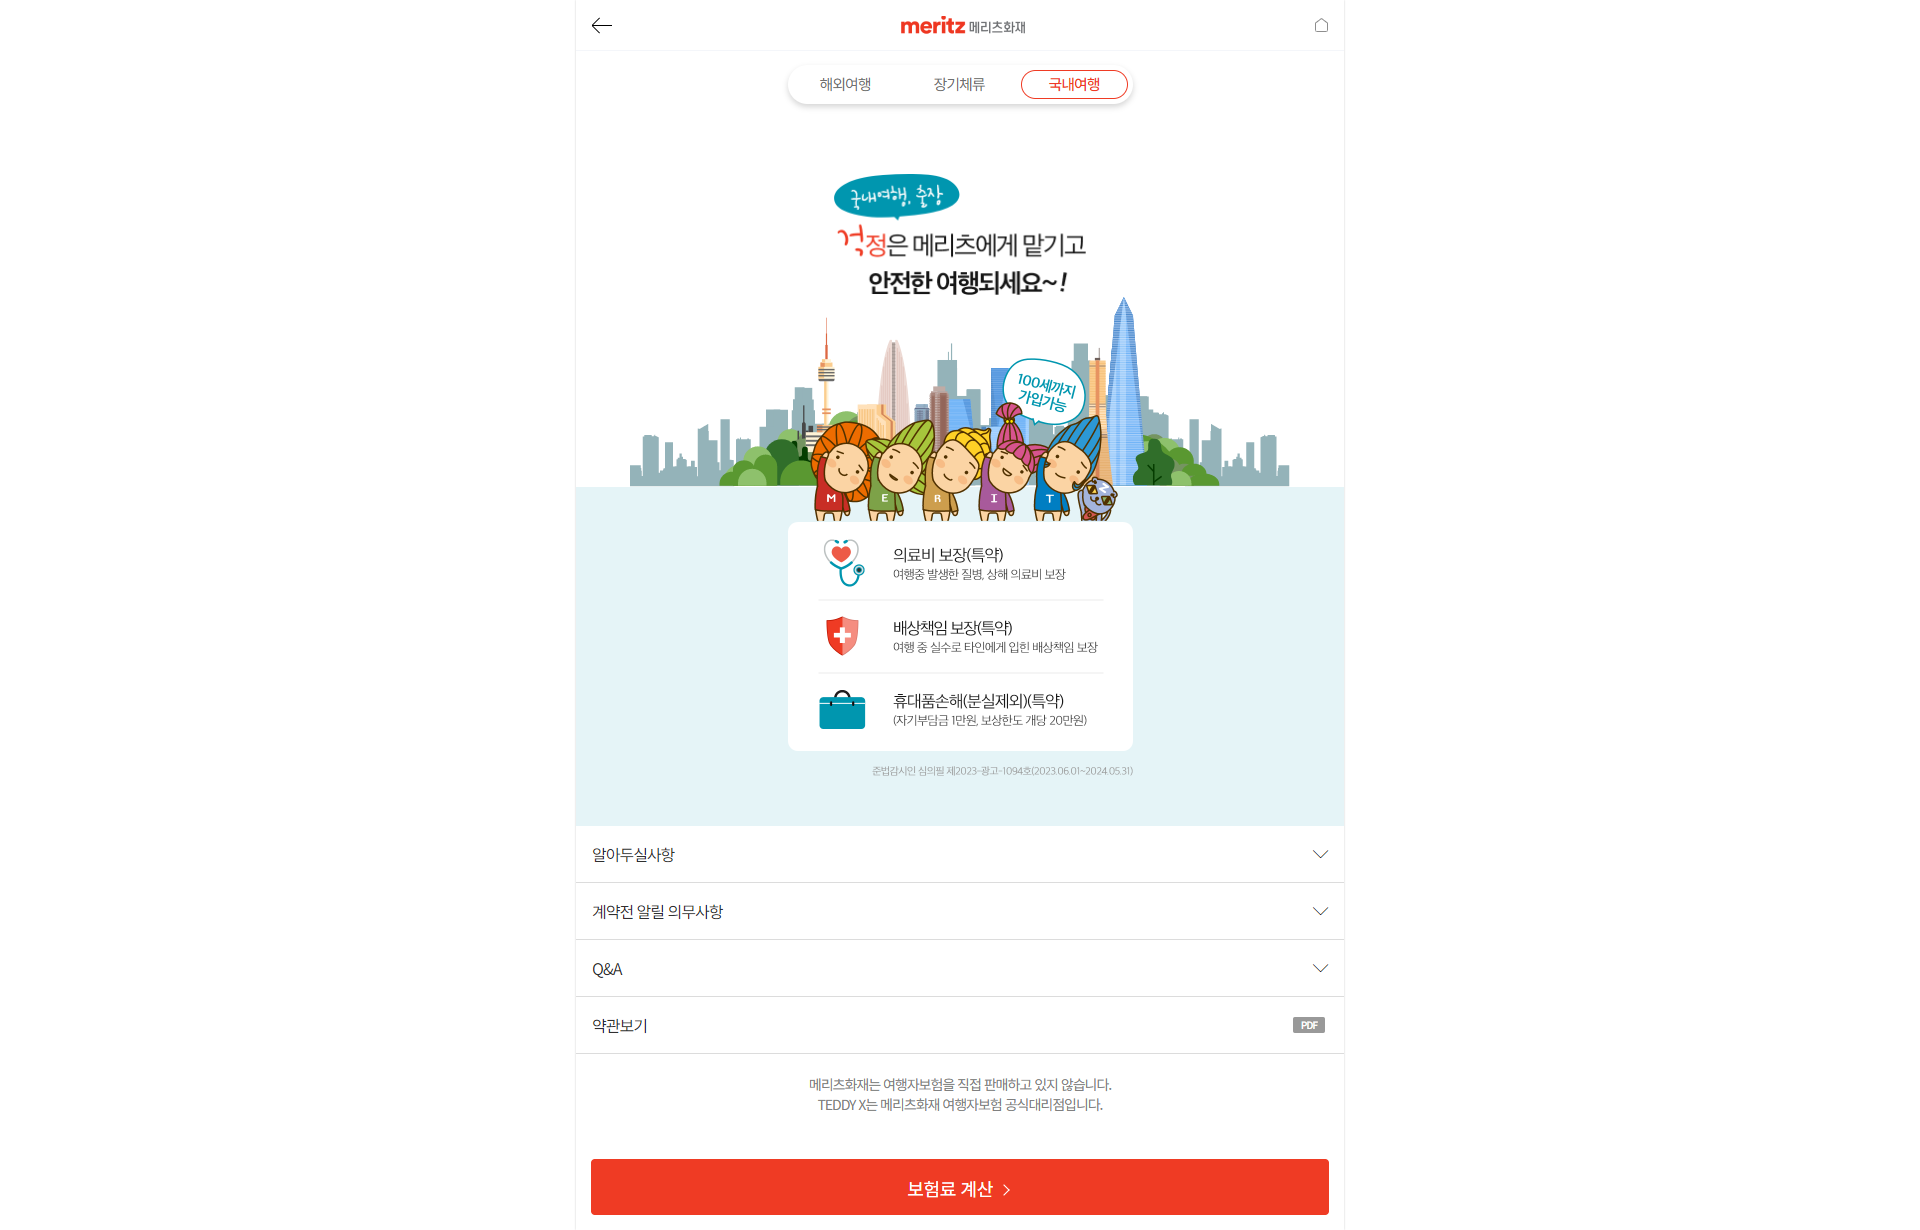 meritz 메리츠화재
해외여행 장기체류 국내여행
국내여행, 출장
걱정은 메리츠에게 맡기고
안전한 여행되세요~!
100세까지
가입가능
M E R I T Z
의료비 보장(특약)
여행중 발생한 질병, 상해 의료비 보장
배상책임 보장(특약)
여행 중 실수로 타인에게 입힌 배상책임 보장
휴대품손해(분실제외)(특약)
(자기부담금 1만원, 보상한도 개당 20만원)
준법감시인 심의필 제2023-광고-1094호(2023.06.01~2024.05.31)
알아두실사항
계약전 알릴 의무사항
Q&A
약관보기
PDF
메리츠화재는 여행자보험을 직접 판매하고 있지 않습니다.
TEDDY X는 메리츠화재 여행자보험 공식대리점입니다.
보험료 계산